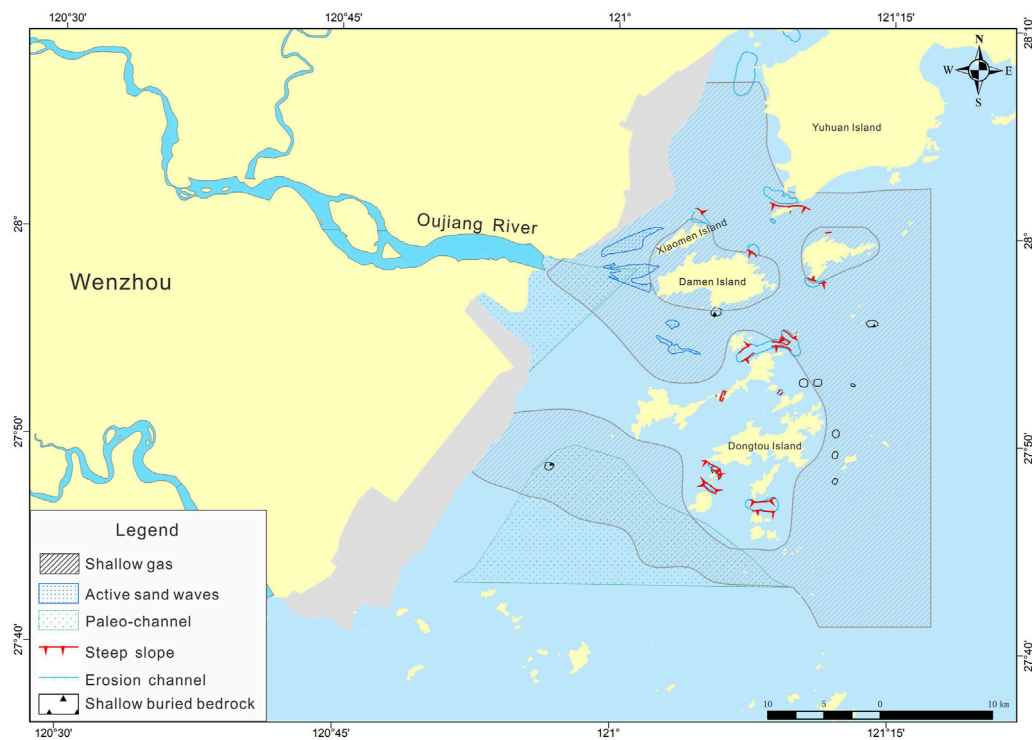 120°30' 120°45' 121° 121°15'
28°10'
N
W E
S
Yuhuan Island
28° 28°
Oujiang River
Xiaomen Island
Wenzhou
Damen Island
27°50' 27°50'
Dongtou Island
Legend
Shallow gas
Active sand waves
Paleo-channel
Steep slope
Erosion channel
Shallow buried bedrock
27°40' 27°40'
10 5 0 10 km
120°30' 120°45' 121° 121°15'